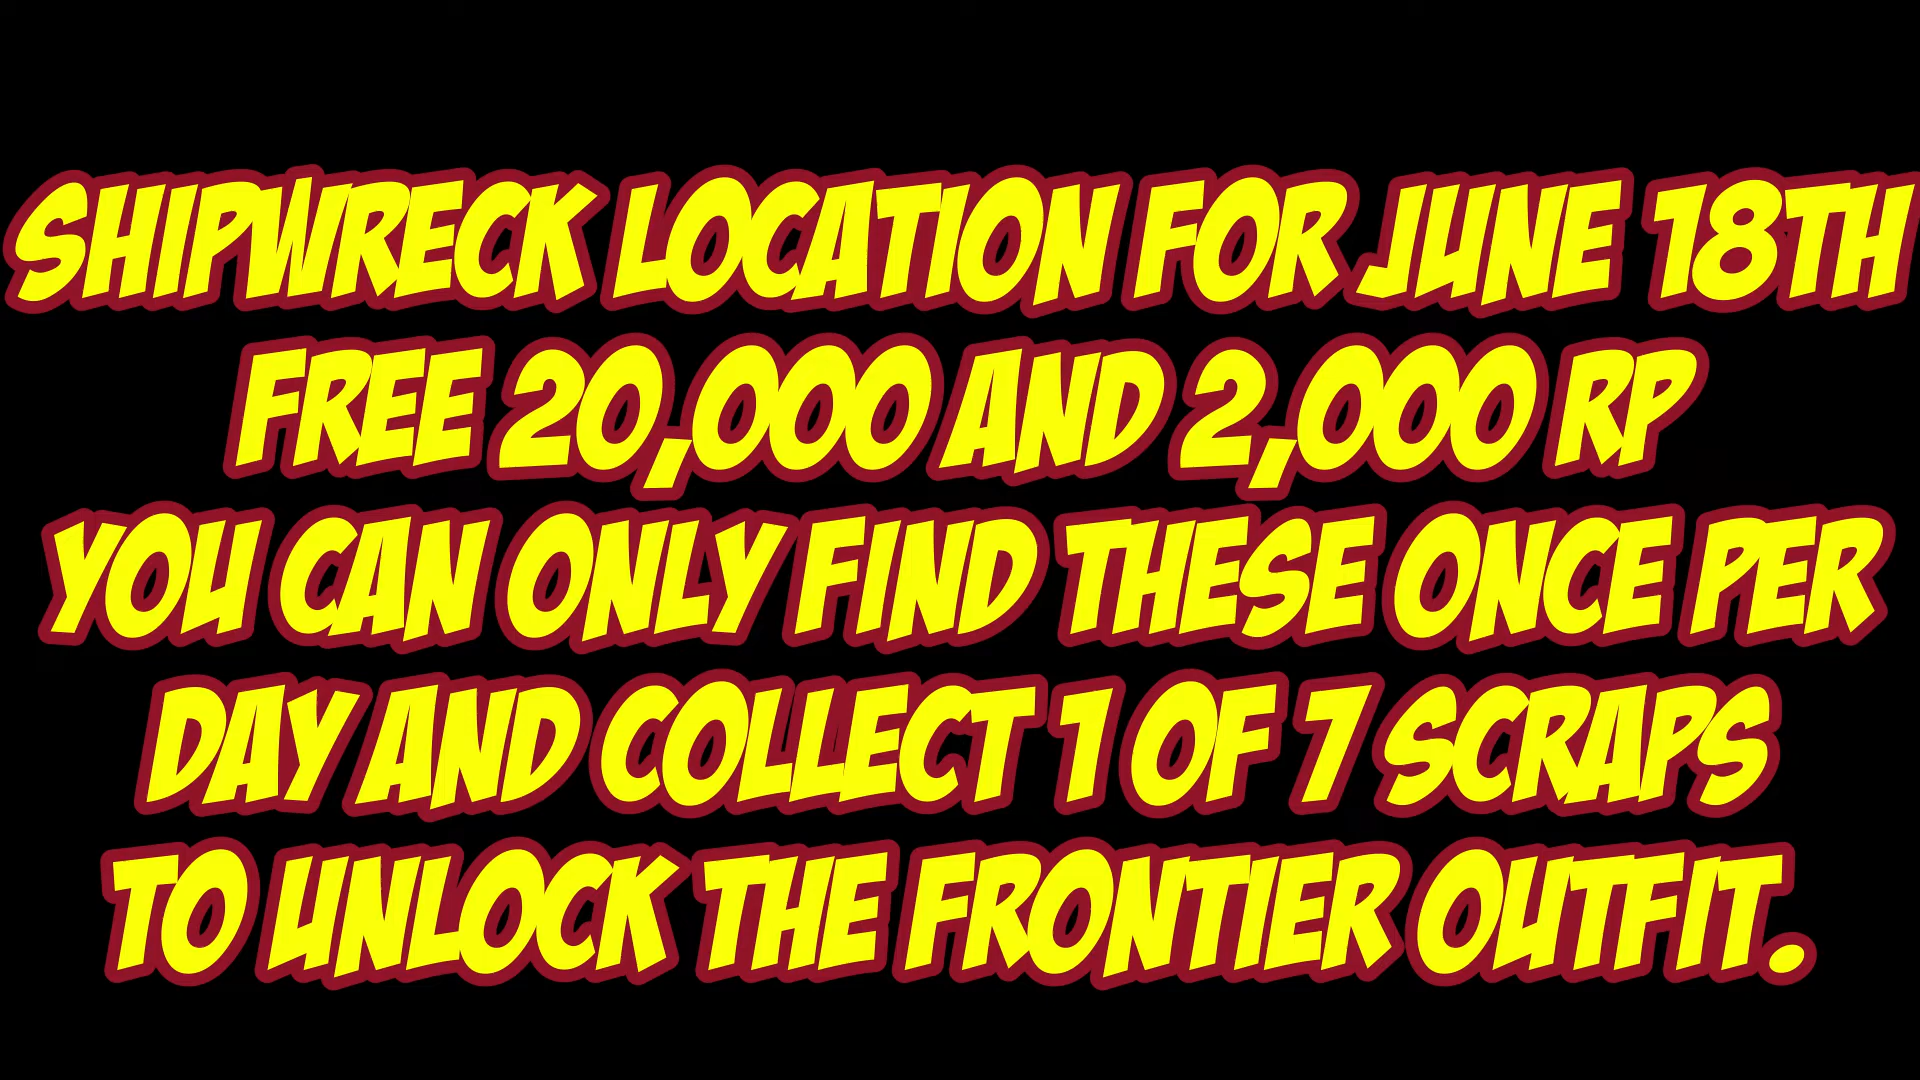 SHIPWRECK LOCATION FOR JUNE 18TH
FREE 20,000 AND 2,000 RP
YOU CAN ONLY FIND THESE ONCE PER
DAY AND COLLECT 1 OF 7 SCRAPS
TO UNLOCK THE FRONTIER OUTFIT.